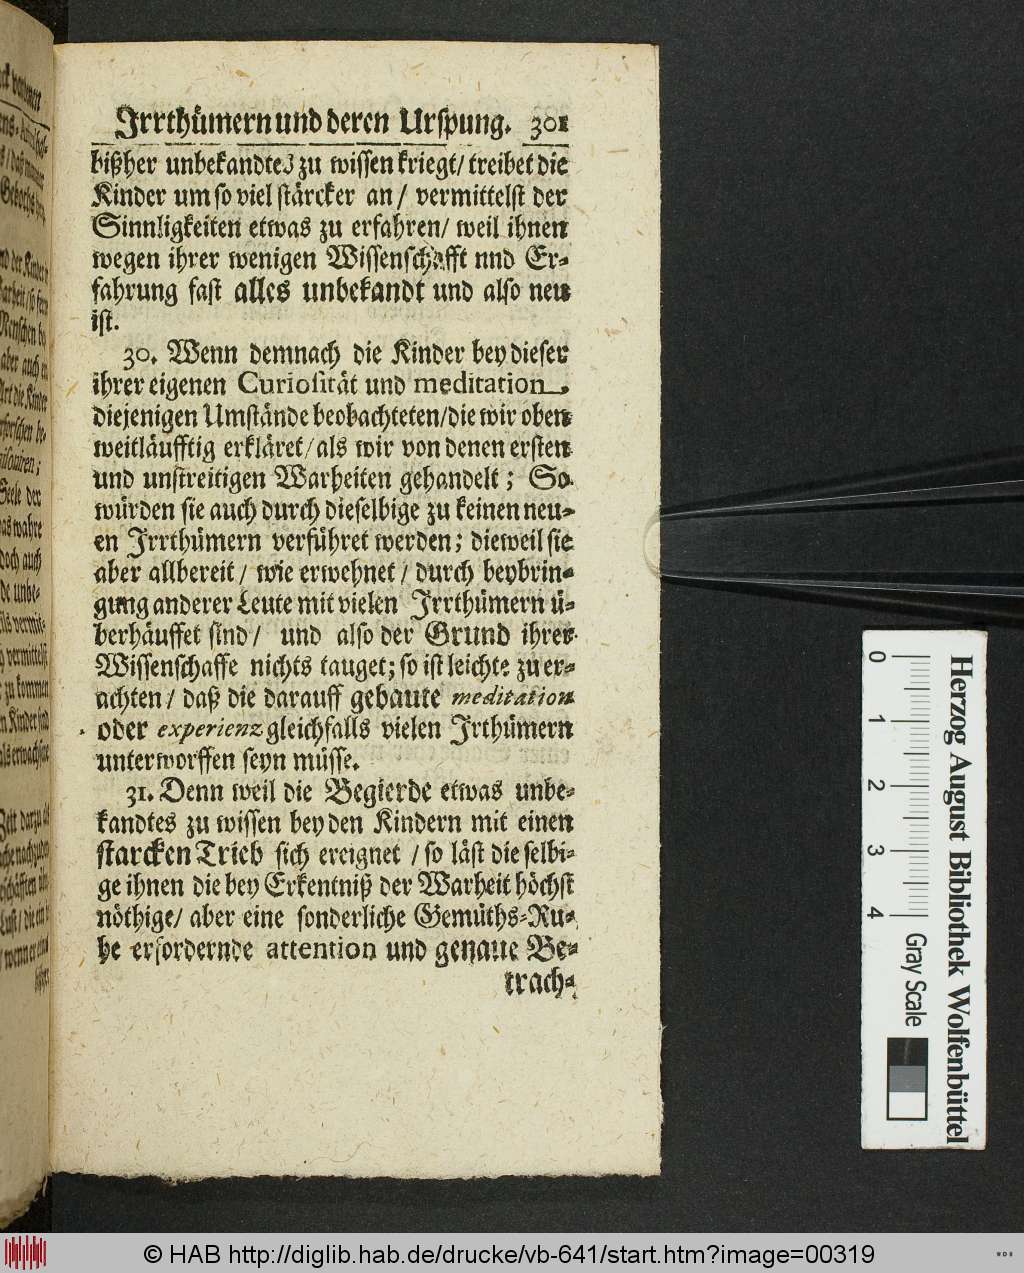 Irrthümern und deren Urspung. 301
bißher unbekandtes zu wissen kriegt/ treibet die
Kinder um so viel stärcker an/ vermittelst der
Sinnligkeiten etwas zu erfahren/ weil ihnen
wegen ihrer wenigen Wissenschafft nnd Er-
fahrung fast alles unbekandt und also neu
ist.
30. Wenn demnach die Kinder bey dieser
ihrer eigenen Curiosität und meditation,
diejenigen Umstände beobachteten/die wir oben
weitläufftig erkläret/als wir von denen ersten
und unstreitigen Warheiten gehandelt; So
würden sie auch durch dieselbige zu keinen neu-
en Irrthümern verführet werden; dieweil sie
aber allbereit/ wie erwehnet/ durch beybrin-
gung anderer Leute mit vielen Irrthümern ü-
berhäuffet sind/ und also der Grund ihrer
Wissenschaffe nichts tauget; so ist leichte zu er-
achten/ daß die darauff gebaute meditation
oder experienz gleichfalls vielen Irthümern
unterworffen seyn müsse.
31. Denn weil die Begierde etwas unbe-
kandtes zu wissen bey den Kindern mit einen
starcken Trieb sich ereignet/so läst die selbi-
ge ihnen die bey Erkentniß der Warheit höchst
nöthige/ aber eine sonderliche Gemüths-Ru-
he erfordernde attention und genaue Be-
trach-
0 1 2 3 4
Gray Scale
Herzog August Bibliothek Wolfenbüttel
© HAB http://diglib.hab.de/drucke/vb-641/start.htm?image=00319